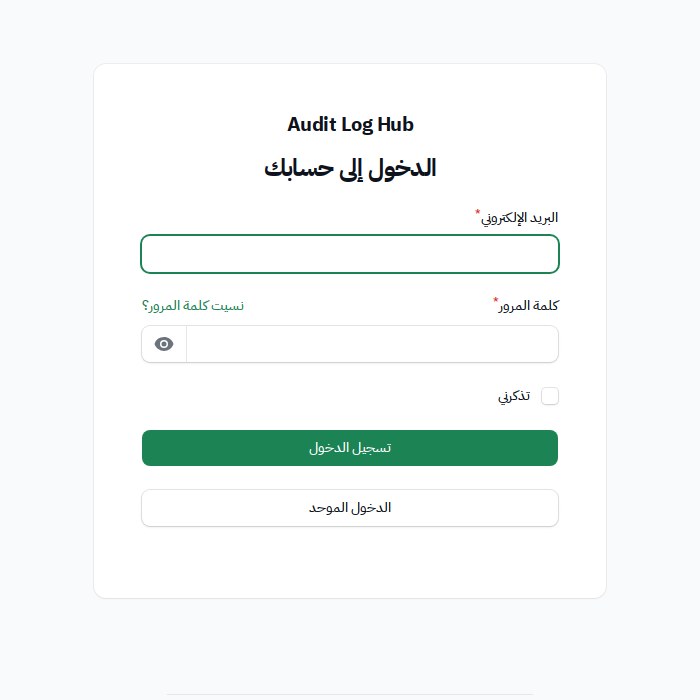 Audit Log Hub
الدخول إلى حسابك
البريد الإلكتروني*
كلمة المرور*
نسيت كلمة المرور؟
تذكرني
تسجيل الدخول
الدخول الموحد